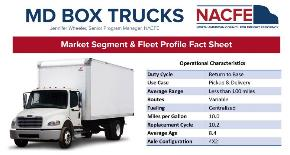 MD BOX TRUCKS
Jennifer Wheeler, Senior Program Manager, NACFE
NACFE
Market Segment & Fleet Profile Fact Sheet
Operational Characteristics
Duty Cycle Return to Base
Use Case Pickup & Delivery
Average Range Less than 100 miles
Routes Variable
Fueling Centralized
Miles per Gallon 10.0
Replacement Cycle 10.2
Average Age 8.4
Axle Configuration 4X2